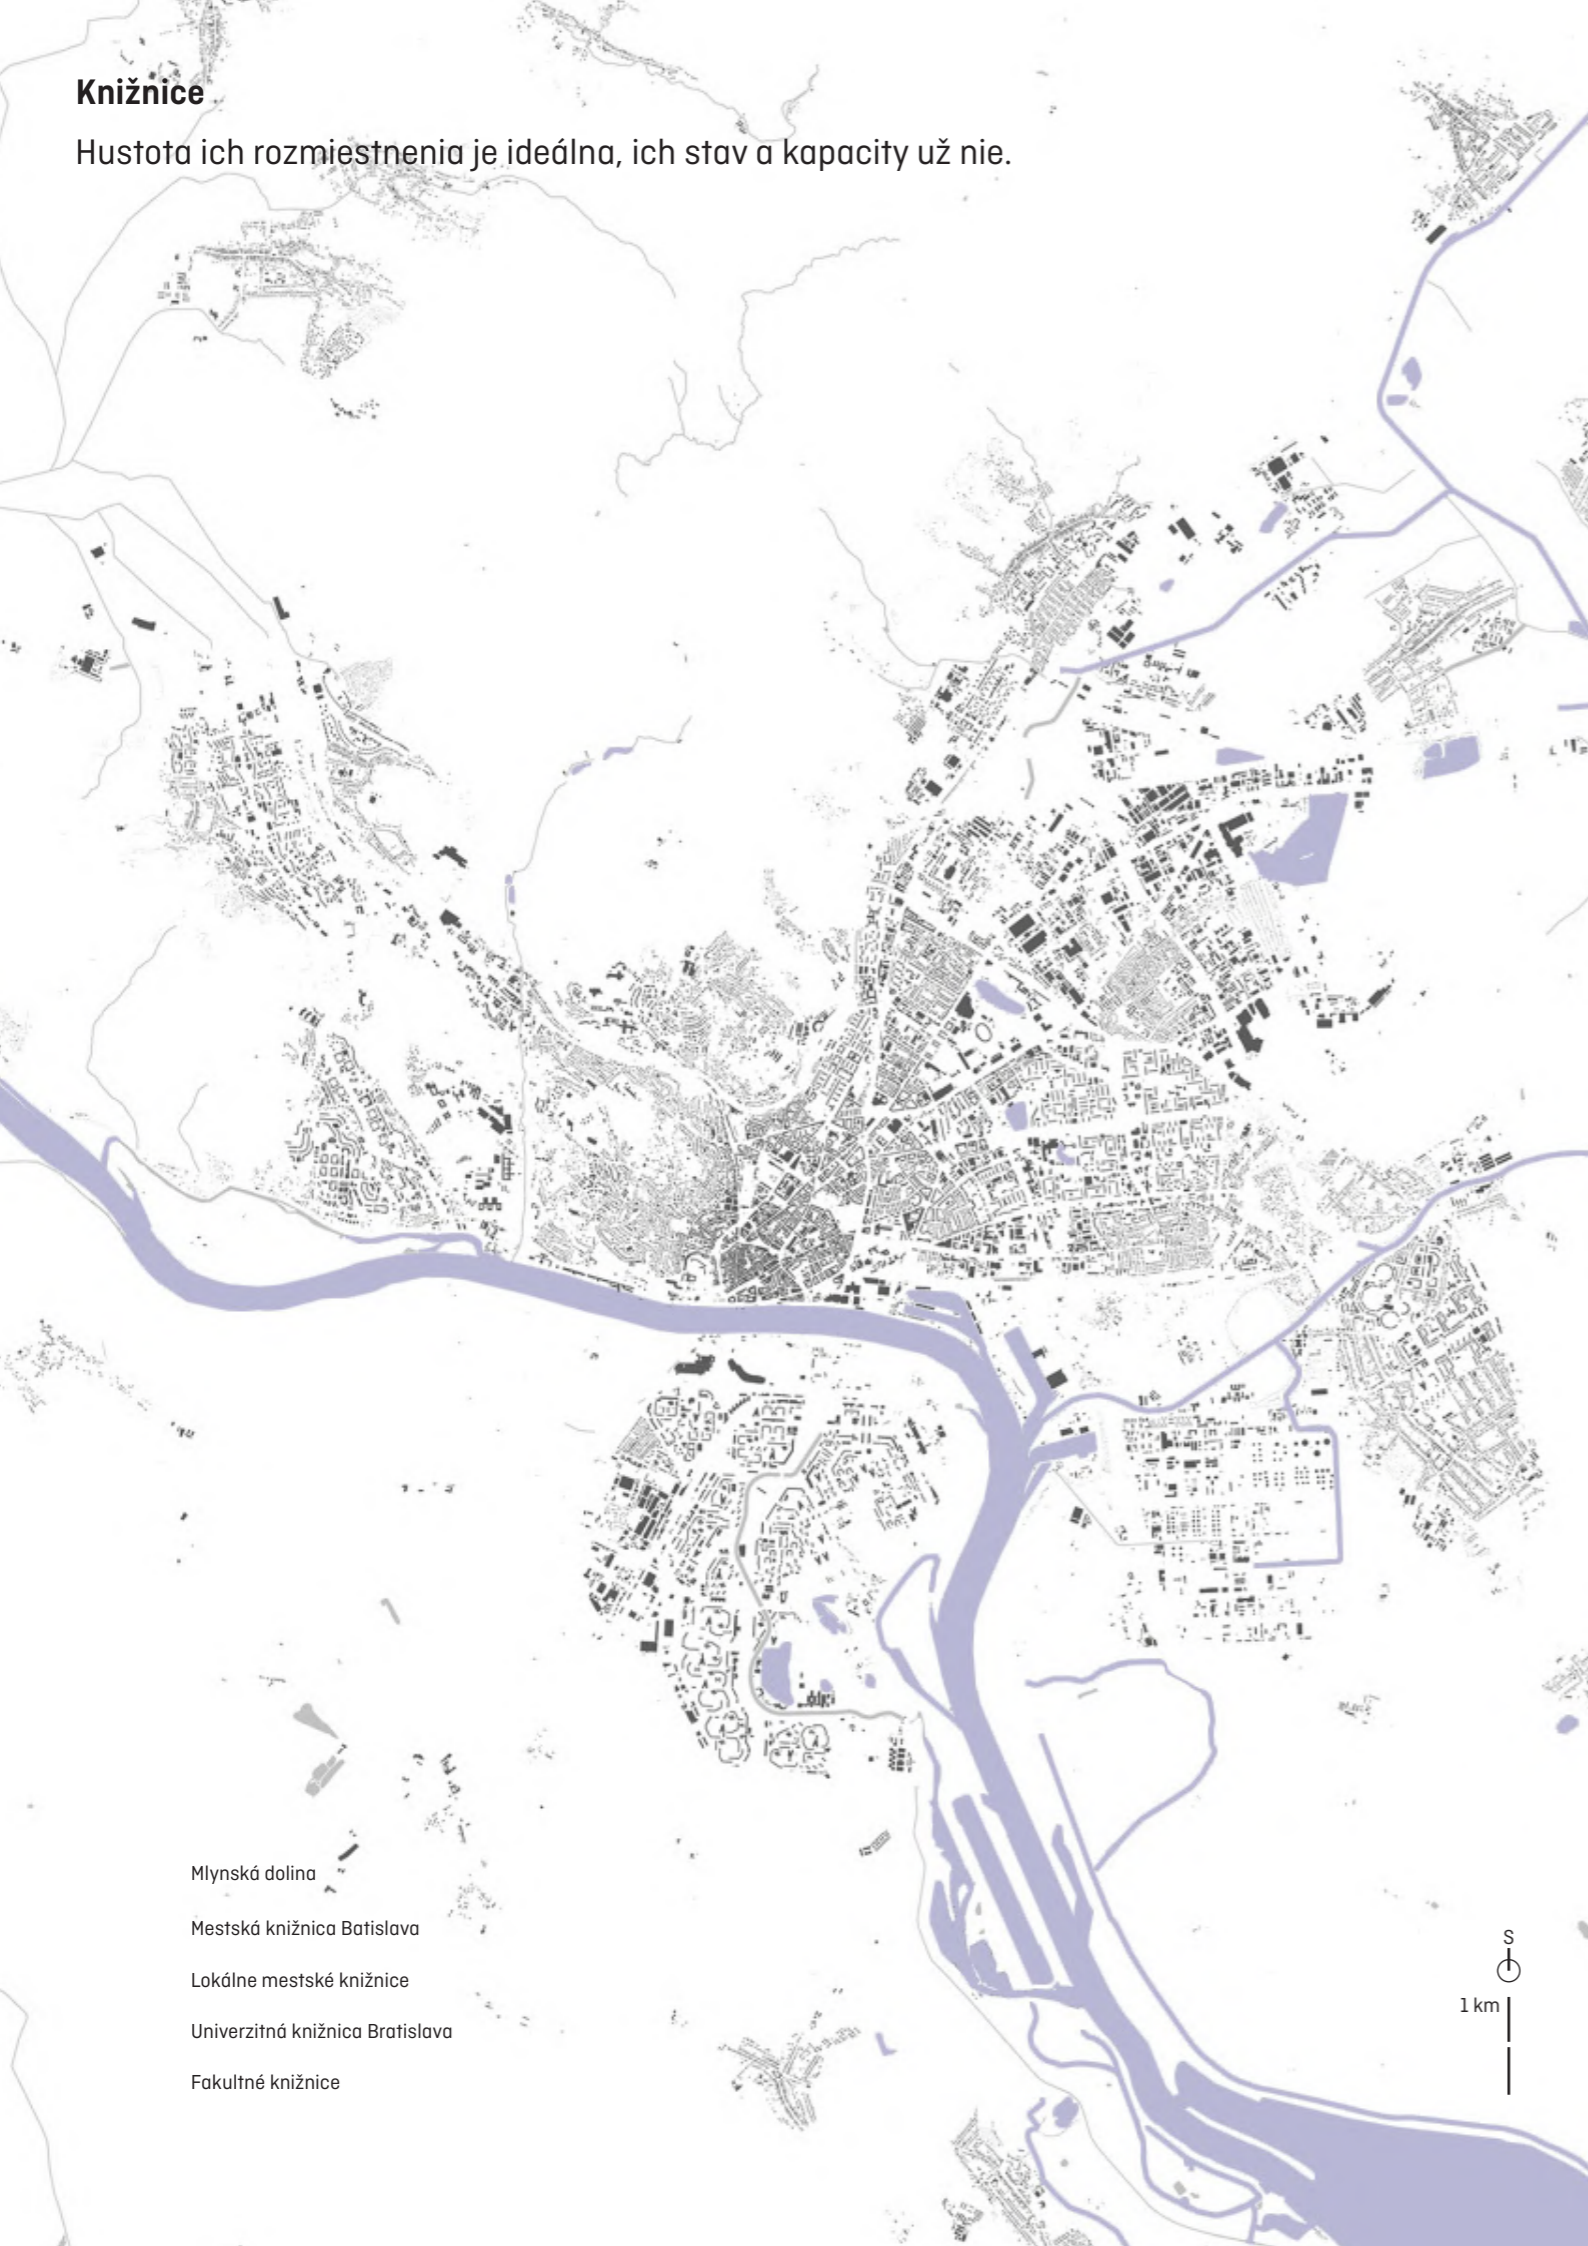 Knižnice
Hustota ich rozmiestnenia je ideálna, ich stav a kapacity už nie.
Mlynská dolina
Mestská knižnica Batislava
Lokálne mestské knižnice
Univerzitná knižnica Bratislava
Fakultné knižnice
S
1 km